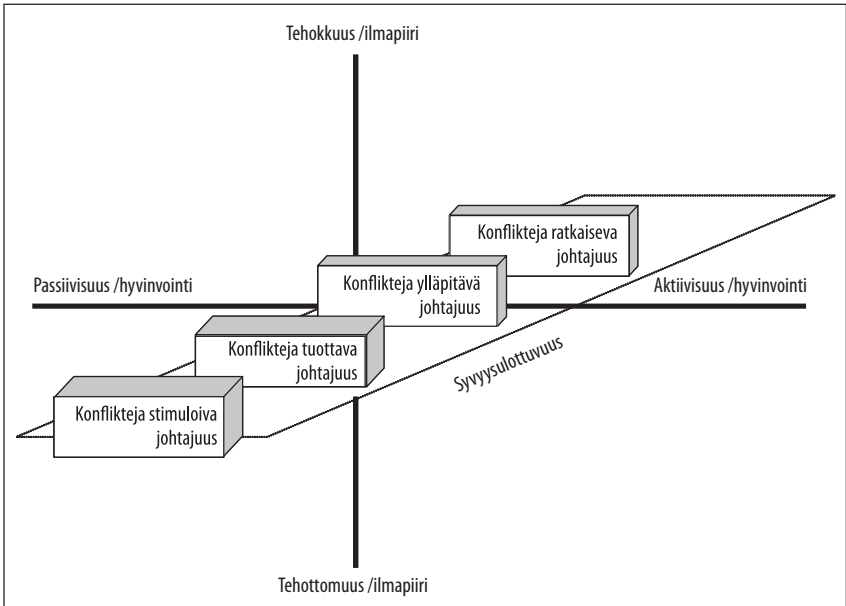 Tehokkuus /ilmapiiri
Konflikteja ratkaiseva
johtajuus
Passiivisuus /hyvinvointi
Konflikteja ylläpitävä
johtajuus
Aktiivisuus /hyvinvointi
Konflikteja tuottava
johtajuus
Syvyysulottuvuus
Konflikteja stimuloiva
johtajuus
Tehottomuus /ilmapiiri